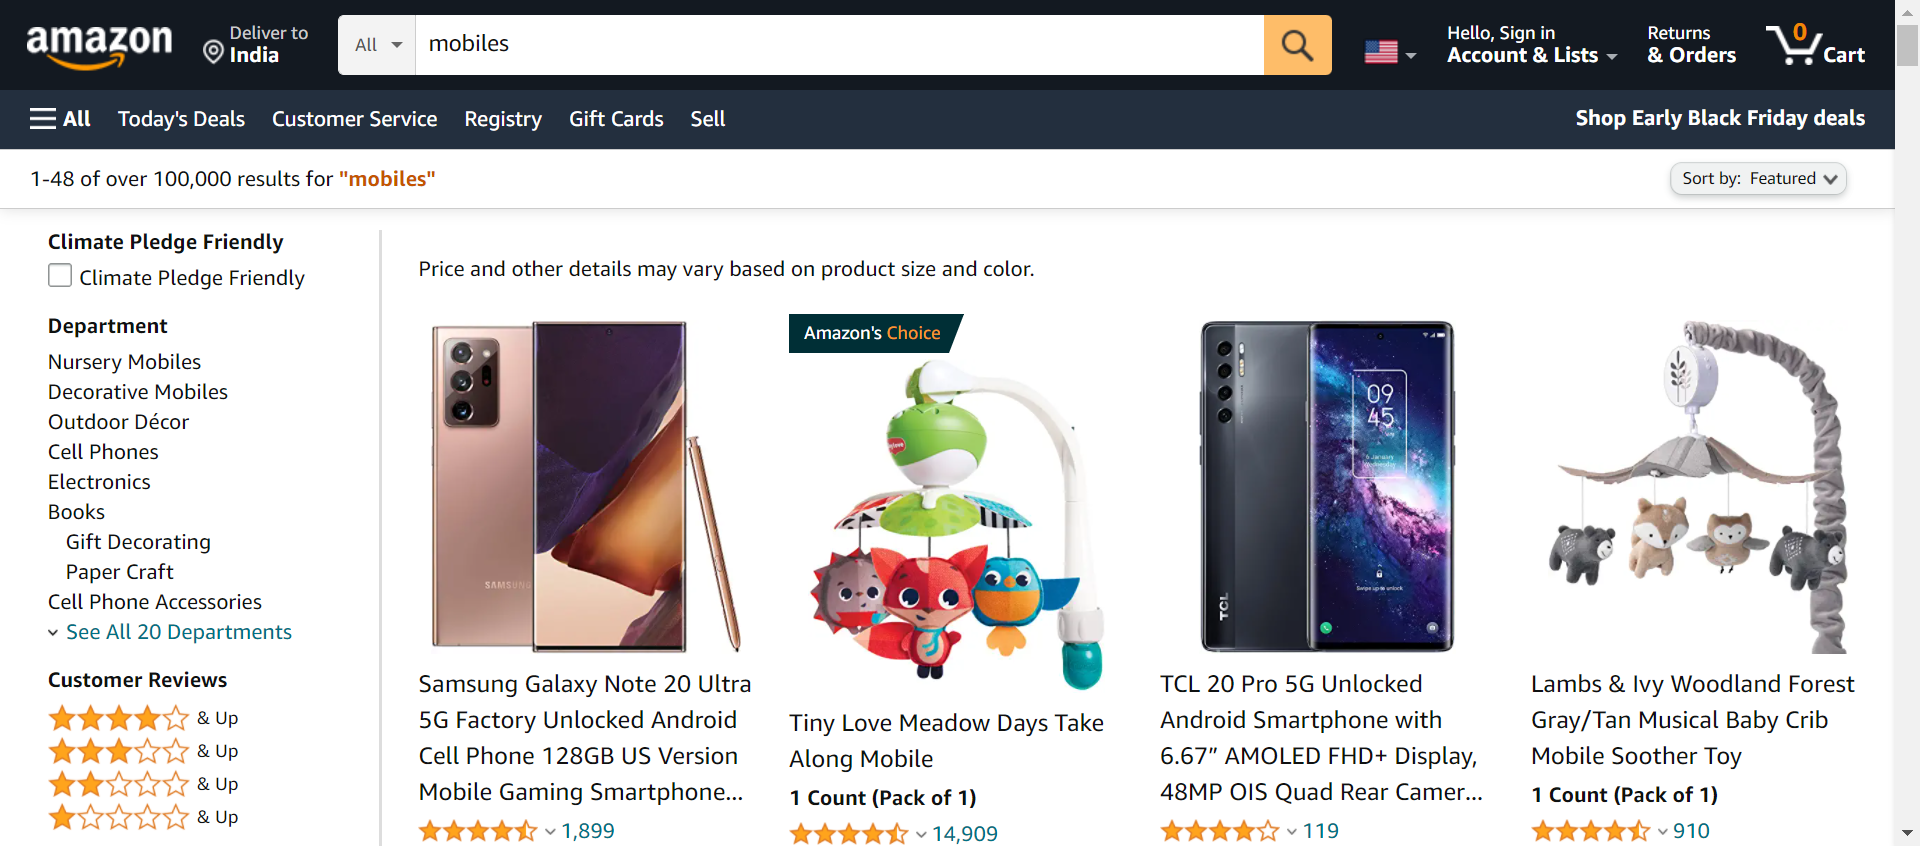 amazon
Deliver to
India
All
mobiles
Hello, Sign in
Account & Lists
Returns
& Orders
0
Cart
All
Today's Deals
Customer Service
Registry
Gift Cards
Sell
Shop Early Black Friday deals
1-48 of over 100,000 results for "mobiles"
Sort by: Featured
Climate Pledge Friendly
Climate Pledge Friendly
Department
Nursery Mobiles
Decorative Mobiles
Outdoor Décor
Cell Phones
Electronics
Books
Gift Decorating
Paper Craft
Cell Phone Accessories
See All 20 Departments
Customer Reviews
& Up
& Up
& Up
& Up
Price and other details may vary based on product size and color.
SAMSUNG
Samsung Galaxy Note 20 Ultra
5G Factory Unlocked Android
Cell Phone 128GB US Version
Mobile Gaming Smartphone...
1,899
Amazon's Choice
Tiny Love Meadow Days Take
Along Mobile
1 Count (Pack of 1)
14,909
09
45
Swipe up to unlock
TCL
TCL 20 Pro 5G Unlocked
Android Smartphone with
6.67” AMOLED FHD+ Display,
48MP OIS Quad Rear Camer...
119
Lambs & Ivy Woodland Forest
Gray/Tan Musical Baby Crib
Mobile Soother Toy
1 Count (Pack of 1)
910